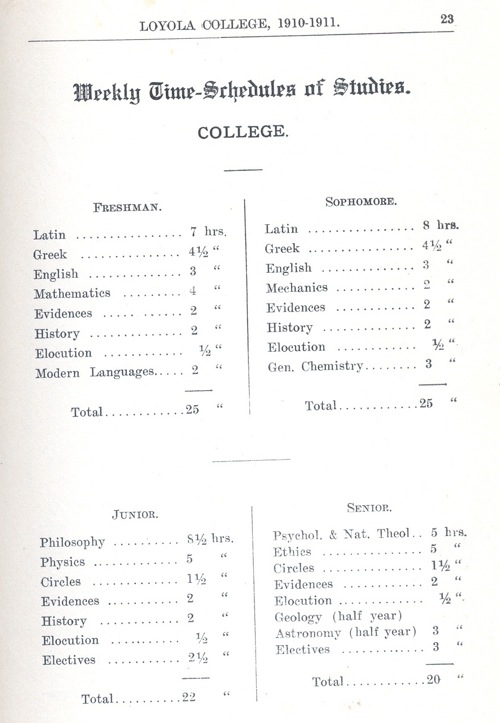 LOYOLA COLLEGE, 1910-1911. 23
Weekly Time-Schedules of Studies.
COLLEGE.
FRESHMAN.
Latin ............... 7 hrs.
Greek .............. 4½ “
English ............. 3 “
Mathematics ......... 4 “
Evidences .. . ....... 2 “
History ............. 2 “
Elocution ............ ½ “
Modern Languages..... 2 “
Total............25 “
SOPHOMORE.
Latin ................ 8 hrs.
Greek ............... 4½ “
English .............. 3 “
Mechanics ............ 2 “
Evidences ............ 2 “
History .............. 2 “
Elocution ............ ½ “
Gen. Chemistry........ 3 “
Total............25 “
JUNIOR.
Philosophy .......... 8½ hrs.
Physics ............. 5 “
Circles ............. 1½ “
Evidences ........... 2 “
History ............. 2 “
Elocution ........... ½ “
Electives ........... 2½ “
Total..........22 “
SENIOR.
Psychol. & Nat. Theol.. 5 hrs.
Ethics ............... 5 “
Circles .............. 1½ “
Evidences ............ 2 “
Elocution ............ ½ “.
Geology (half year)
Astronomy (half year) 3 “
Electives ............ 3 “
Total............20 “